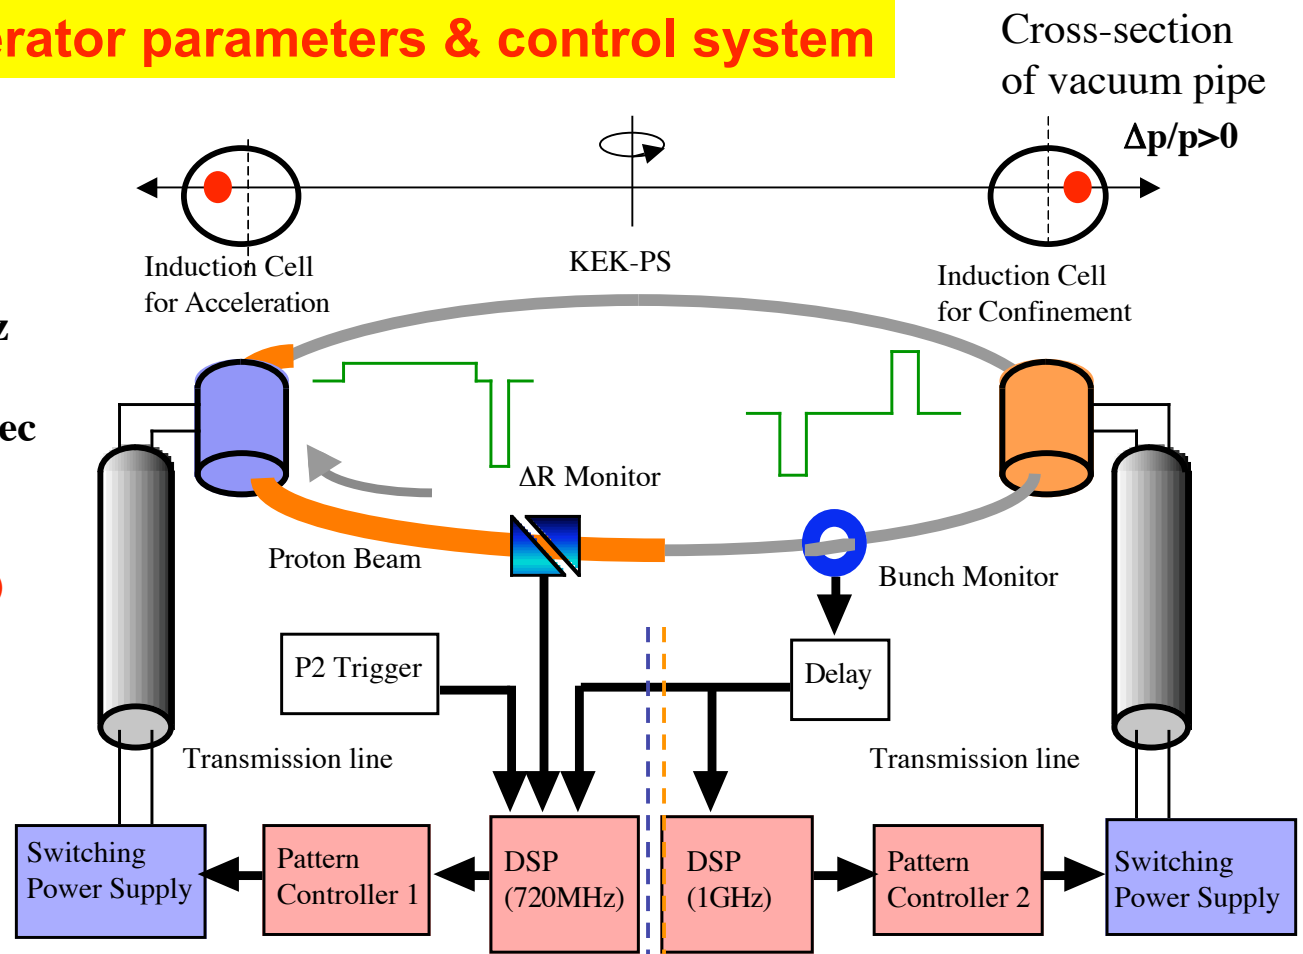 erator parameters & control system
Cross-section
of vacuum pipe
Δp/p>0
KEK-PS
Induction Cell
for Acceleration
Induction Cell
for Confinement
z
ec
ΔR Monitor
Proton Beam
Bunch Monitor
P2 Trigger
Delay
Transmission line
Transmission line
Switching
Power Supply
Pattern
Controller 1
DSP
(720MHz)
DSP
(1GHz)
Pattern
Controller 2
Switching
Power Supply